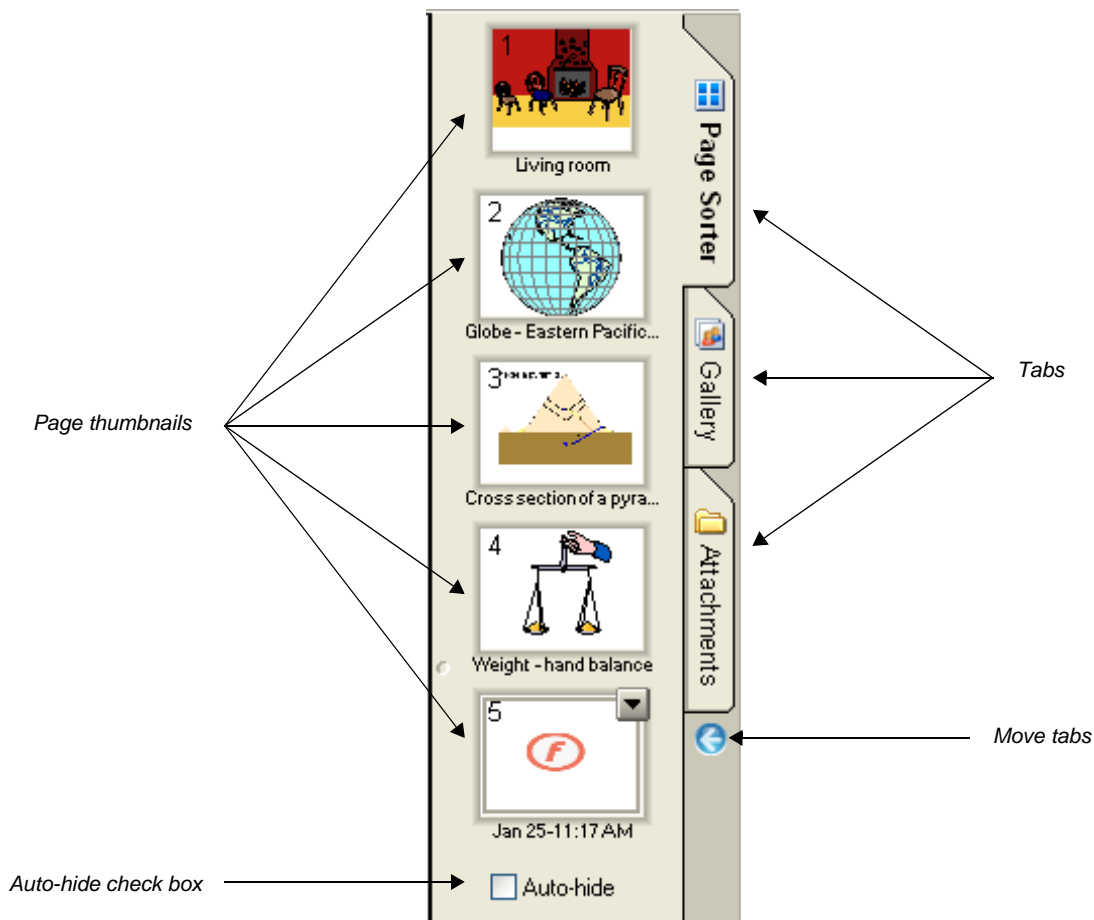 1
Living room
2
Globe - Eastern Pacific...
3
Cross section of a pyra...
4
Weight - hand balance
5
F
Jan 25-11:17 AM
Auto-hide
Page Sorter
Gallery
Attachments
Page thumbnails
Auto-hide check box
Tabs
Move tabs